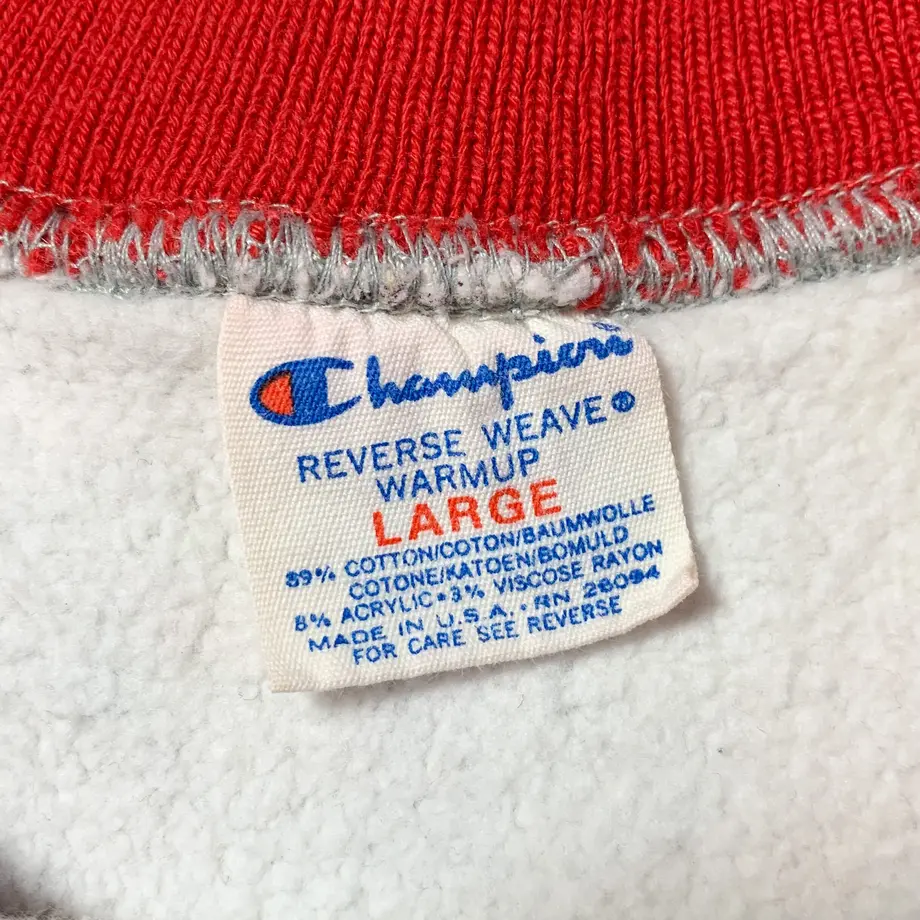 Champion®
REVERSE WEAVE®
WARMUP
LARGE
89% COTTON/COTON/BAUMWOLLE
COTONE/KATOEN/BOMULD
8% ACRYLIC•3% VISCOSE RAYON
MADE IN U.S.A.•RN 26094
FOR CARE SEE REVERSE